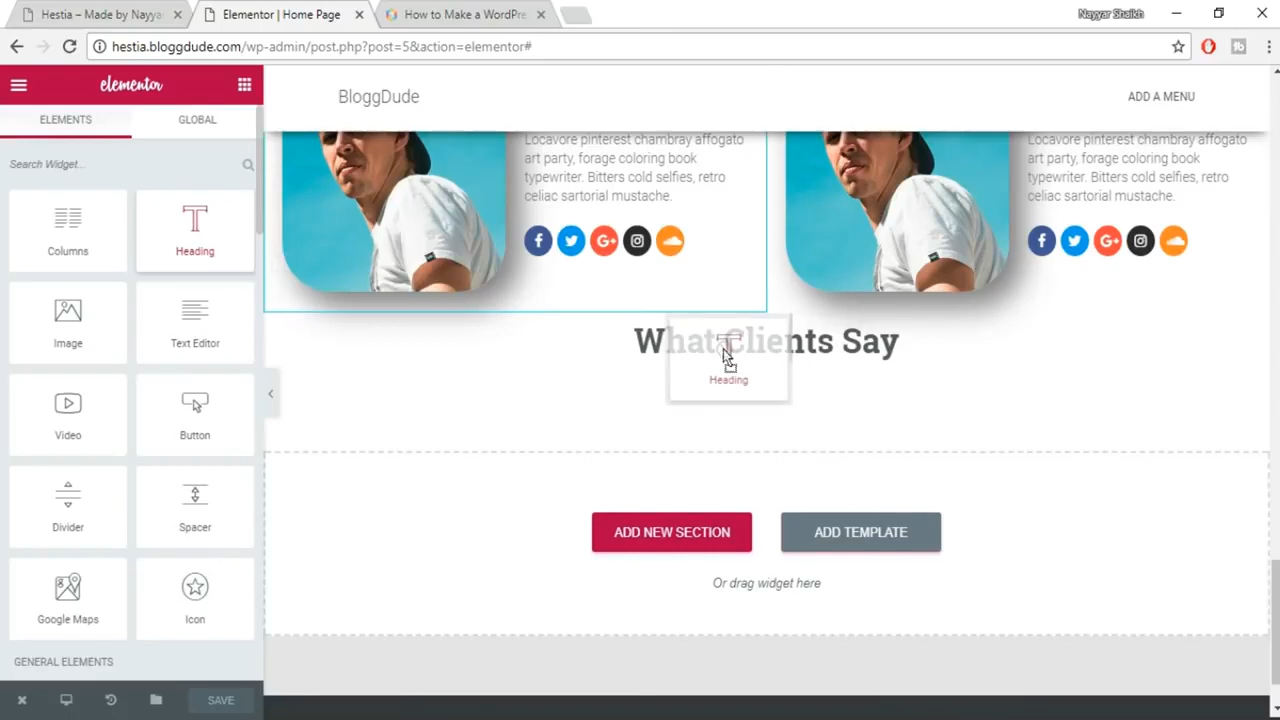 Hestia – Made by Nayya
Elementor | Home Page
How to Make a WordPre
Nayyar Shaikh
hestia.bloggdude.com/wp-admin/post.php?post=5&action=elementor#
elementor
ELEMENTS
GLOBAL
Search Widget...
Columns
Heading
Image
Text Editor
Video
Button
Divider
Spacer
Google Maps
Icon
GENERAL ELEMENTS
SAVE
BloggDude
ADD A MENU
Locavore pinterest chambray affogato
art party, forage coloring book
typewriter. Bitters cold selfies, retro
celiac sartorial mustache.
Locavore pinterest chambray affogato
art party, forage coloring book
typewriter. Bitters cold selfies, retro
celiac sartorial mustache.
What Clients Say
Heading
ADD NEW SECTION
ADD TEMPLATE
Or drag widget here